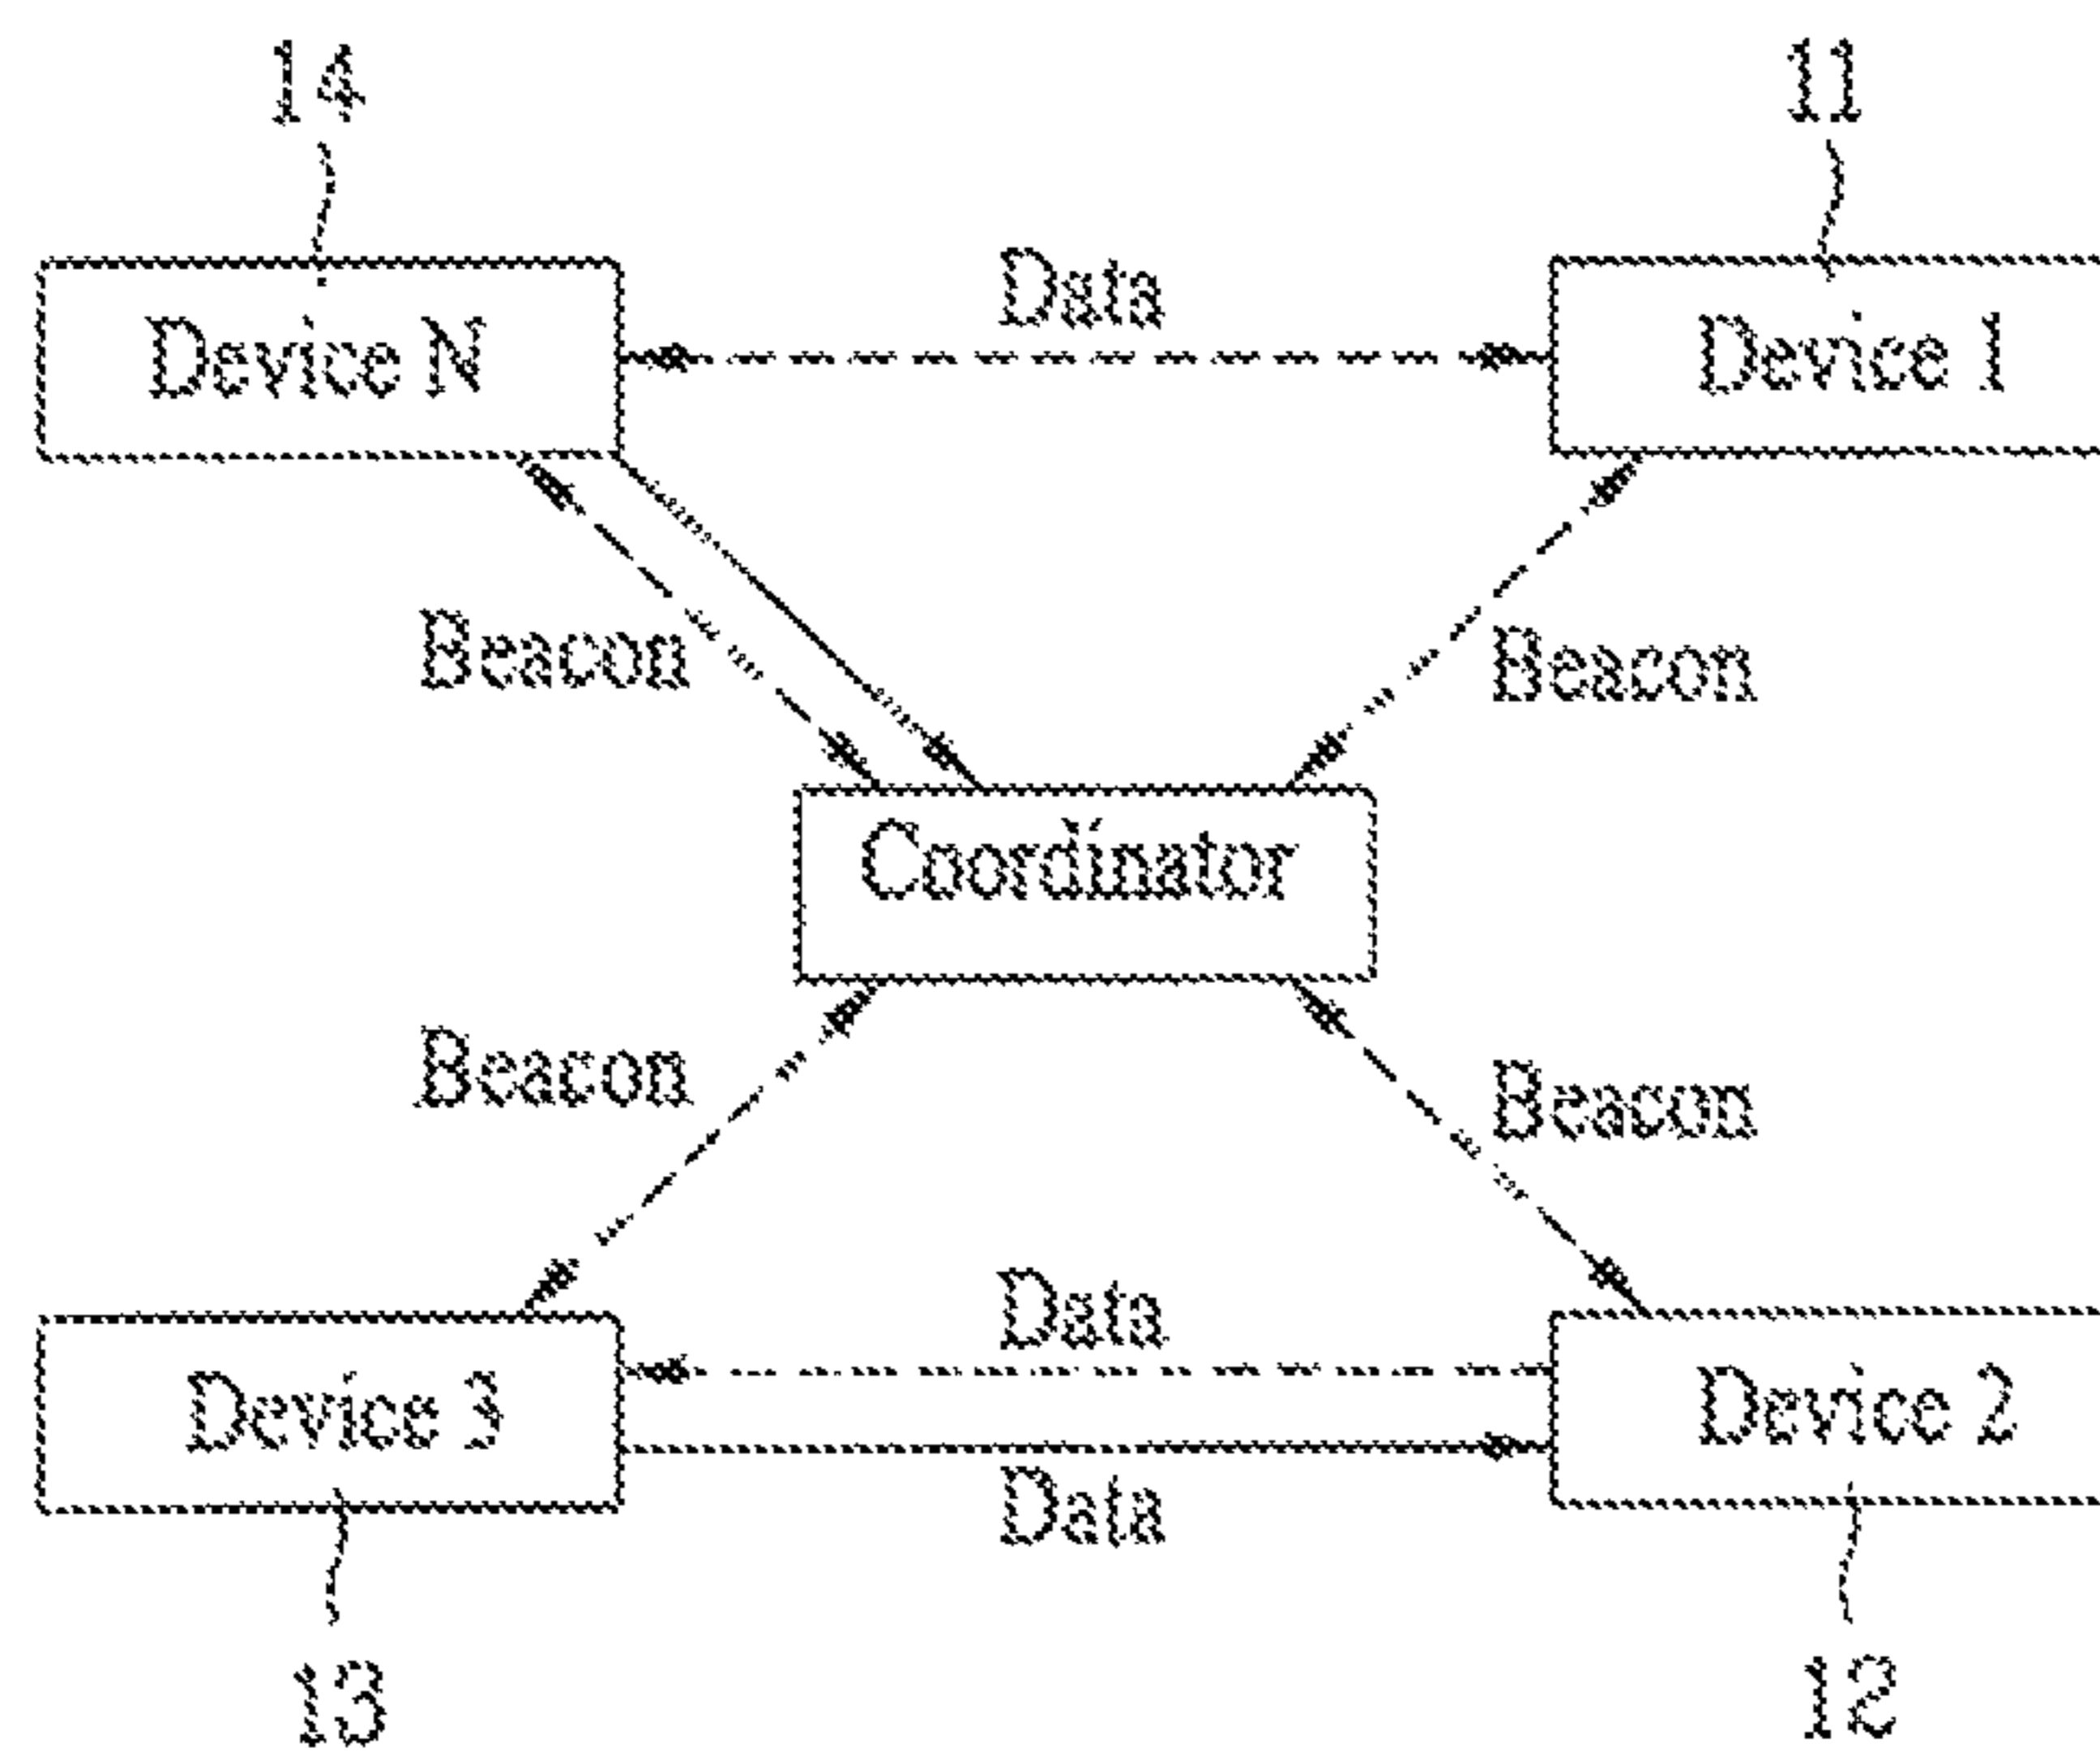 14
11
Data
Device N
Device 1
Beacon
Beacon
Coordinator
Beacon
Beacon
Data
Device 3
Device 2
Data
13
12